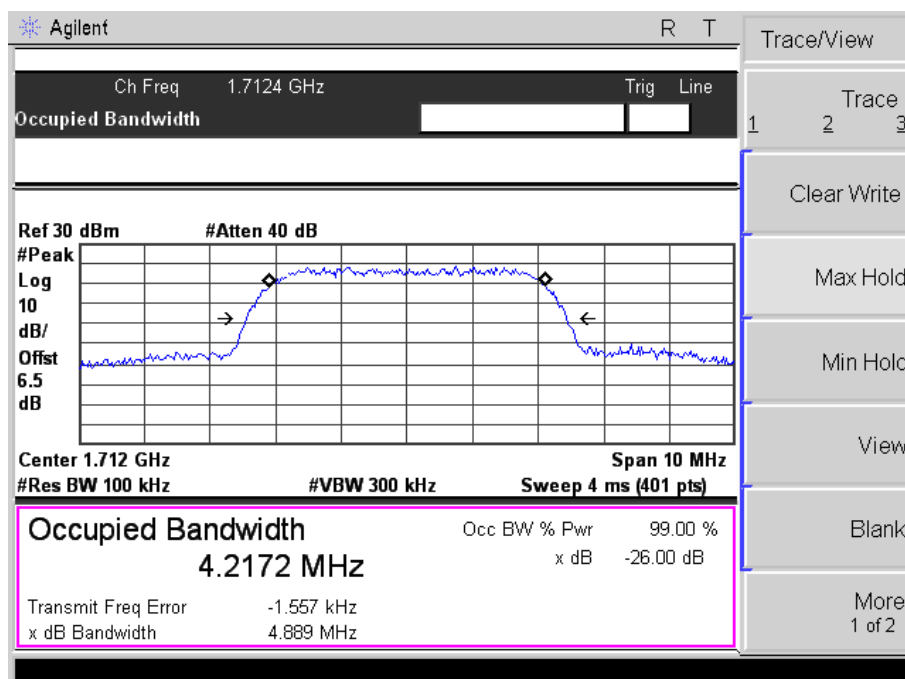 Agilent R T
Ch Freq 1.7124 GHz Trig Line
Occupied Bandwidth
Ref 30 dBm #Atten 40 dB
#Peak
Log
10
dB/
Offst
6.5
dB
Center 1.712 GHz Span 10 MHz
#Res BW 100 kHz #VBW 300 kHz Sweep 4 ms (401 pts)
Occupied Bandwidth Occ BW % Pwr 99.00 %
4.2172 MHz x dB -26.00 dB
Transmit Freq Error -1.557 kHz
x dB Bandwidth 4.889 MHz
Trace/View
Trace
1 2 3
Clear Write
Max Hold
Min Hold
View
Blank
More
1 of 2